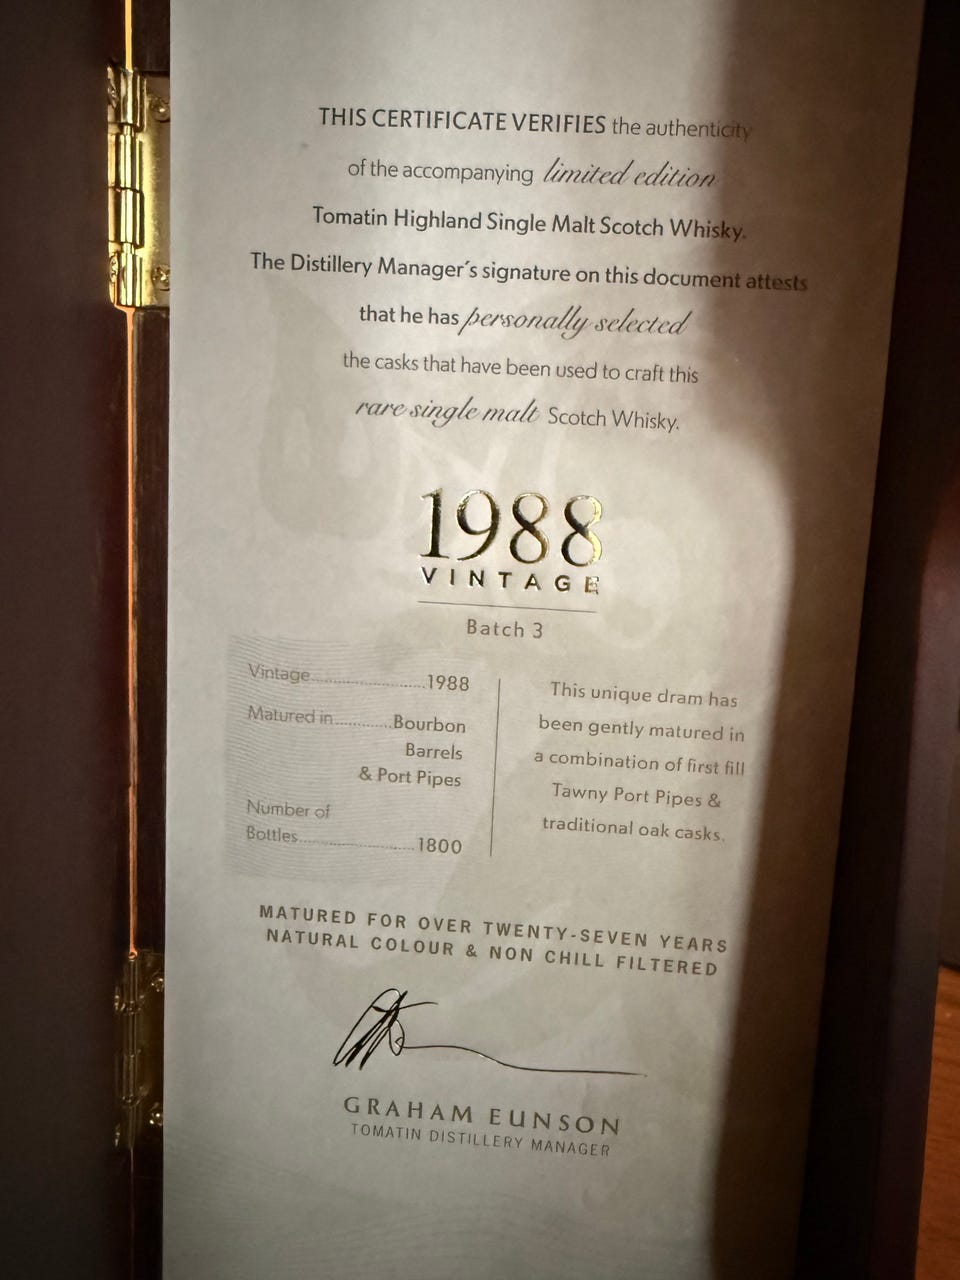 THIS CERTIFICATE VERIFIES the authenticity
of the accompanying limited edition
Tomatin Highland Single Malt Scotch Whisky.
The Distillery Manager's signature on this document attests
that he has personally selected
the casks that have been used to craft this
rare single malt Scotch Whisky.
1988
VINTAGE
Batch 3
Vintage..............................1988
Matured in..............Bourbon
Barrels
& Port Pipes
Number of
Bottles..............................1800
This unique dram has
been gently matured in
a combination of first fill
Tawny Port Pipes &
traditional oak casks.
MATURED FOR OVER TWENTY-SEVEN YEARS
NATURAL COLOUR & NON CHILL FILTERED
GRAHAM EUNSON
TOMATIN DISTILLERY MANAGER